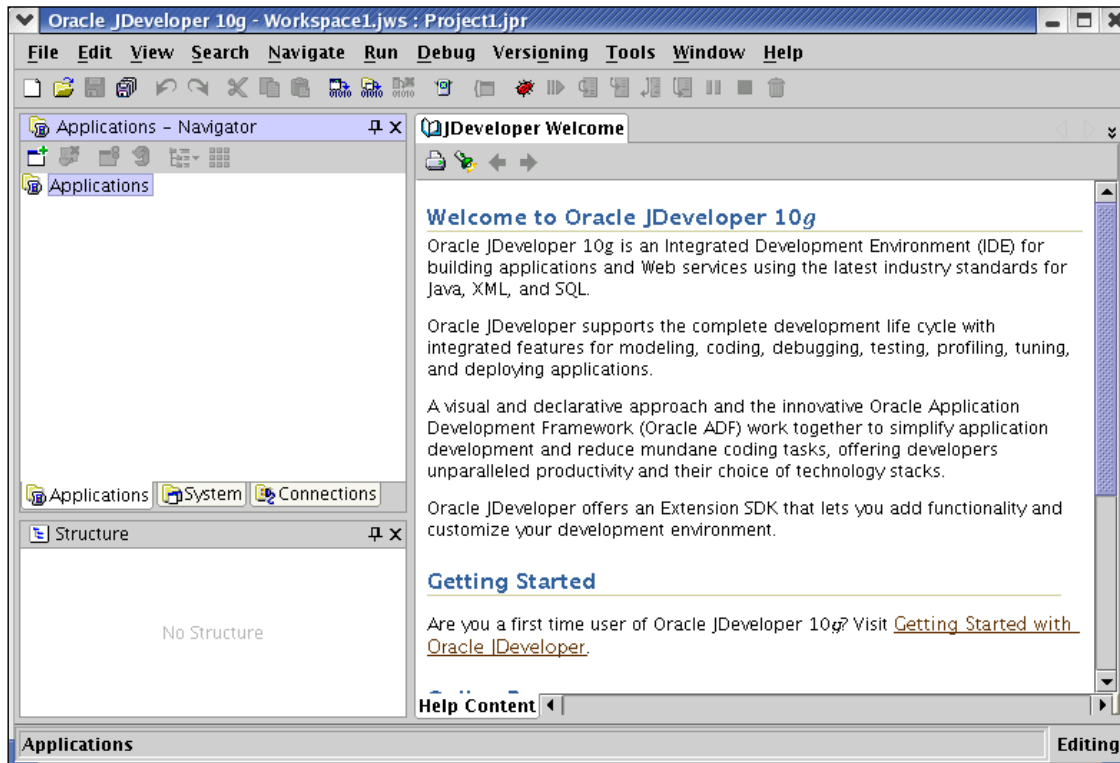 Oracle JDeveloper 10g - Workspace1.jws : Project1.jpr
File Edit View Search Navigate Run Debug Versioning Tools Window Help
Applications – Navigator
Applications
Applications System Connections
Structure
No Structure
JDeveloper Welcome
Welcome to Oracle JDeveloper 10g
Oracle JDeveloper 10g is an Integrated Development Environment (IDE) for
building applications and Web services using the latest industry standards for
Java, XML, and SQL.
Oracle JDeveloper supports the complete development life cycle with
integrated features for modeling, coding, debugging, testing, profiling, tuning,
and deploying applications.
A visual and declarative approach and the innovative Oracle Application
Development Framework (Oracle ADF) work together to simplify application
development and reduce mundane coding tasks, offering developers
unparalleled productivity and their choice of technology stacks.
Oracle JDeveloper offers an Extension SDK that lets you add functionality and
customize your development environment.
Getting Started
Are you a first time user of Oracle JDeveloper 10g? Visit Getting Started with
Oracle JDeveloper.
Help Content
Applications
Editing